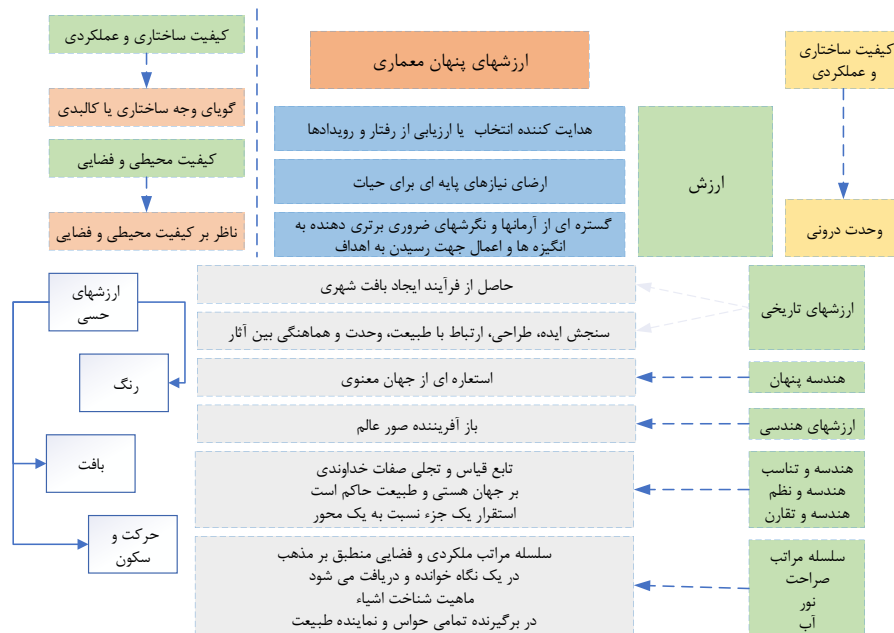 کیفیت ساختاری
و عملکردی
وحدت درونی
ارزشهای پنهان معماری
ارزش
هدایت کننده انتخاب یا ارزیابی از رفتار و رویدادها
ارضای نیازهای پایه ای برای حیات
گستره ای از آرمانها و نگرشهای ضروری برتری دهنده به
انگیزه ها و اعمال جهت رسیدن به اهداف
کیفیت ساختاری و عملکردی
گویای وجه ساختاری یا کالبدی
کیفیت محیطی و فضایی
ناظر بر کیفیت محیطی و فضایی
ارزشهای تاریخی
حاصل از فرآیند ایجاد بافت شهری
سنجش ایده، طراحی، ارتباط با طبیعت، وحدت و هماهنگی بین آثار
هندسه پنهان
استعاره ای از جهان معنوی
ارزشهای هندسی
باز آفریننده صور عالم
هندسه و تناسب
هندسه و نظم
هندسه و تقارن
تابع قیاس و تجلی صفات خداوندی
بر جهان هستی و طبیعت حاکم است
استقرار یک جزء نسبت به یک محور
سلسله مراتب
صراحت
نور
آب
سلسله مراتب ملکردی و فضایی منطبق بر مذهب
در یک نگاه خوانده و دریافت می شود
ماهیت شناخت اشیاء
در برگیرنده تمامی حواس و نماینده طبیعت
ارزشهای
حسی
رنگ
بافت
حرکت و
سکون